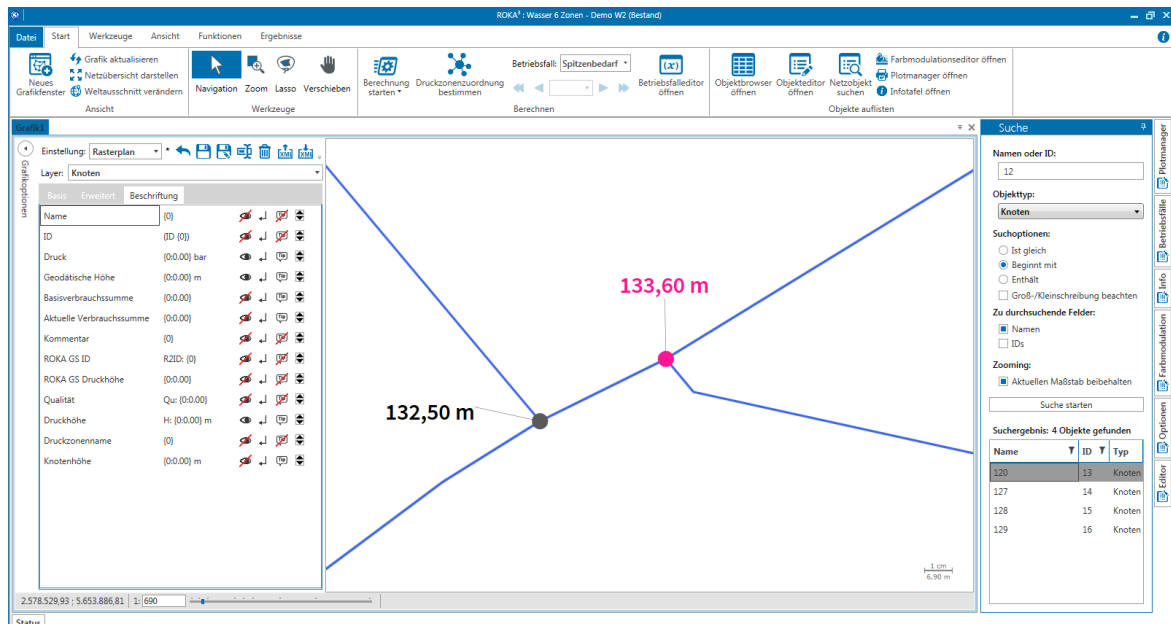 ROKA³ : Wasser 6 Zonen - Demo W2 (Bestand)
Datei Start Werkzeuge Ansicht Funktionen Ergebnisse
Neues Grafikfenster
Grafik aktualisieren
Netzübersicht darstellen
Weltausschnitt verändern
Ansicht
Navigation Zoom Lasso Verschieben
Werkzeuge
Berechnung starten
Druckzonenzuordnung bestimmen
Betriebsfall: Spitzenbedarf
Betriebsfalleditor öffnen
Berechnen
Objektbrowser öffnen
Objekteditor öffnen
Netzobjekt suchen
Farbmodulationseditor öffnen
Plotmanager öffnen
Infotafel öffnen
Objekte auflisten
Grafik1
Grafikoptionen
Einstellung: Rasterplan *
XML XML
Layer: Knoten
Basis Erweitert Beschriftung
Name {0}
ID (ID {0})
Druck {0:0.00} bar
Geodätische Höhe {0:0.00} m
Basisverbrauchssumme {0:0.00}
Aktuelle Verbrauchssumme {0:0.00}
Kommentar {0}
ROKA GS ID R2ID: {0}
ROKA GS Druckhöhe {0:0.00}
Qualität Qu: {0:0.00}
Druckhöhe H: {0:0.00} m
Druckzonenname {0}
Knotenhöhe {0:0.00} m
133,60 m
132,50 m
1 cm
6,90 m
2.578.529,93 ; 5.653.886,81 1: 690
Status
Suche
Namen oder ID:
12
Objekttyp:
Knoten
Suchoptionen:
Ist gleich
Beginnt mit
Enthält
Groß-/Kleinschreibung beachten
Zu durchsuchende Felder:
Namen
IDs
Zooming:
Aktuellen Maßstab beibehalten
Suche starten
Suchergebnis: 4 Objekte gefunden
Name ID Typ
120 13 Knoten
127 14 Knoten
128 15 Knoten
129 16 Knoten
Plotmanager
Betriebsfälle
Info
Farbmodulation
Optionen
Editor